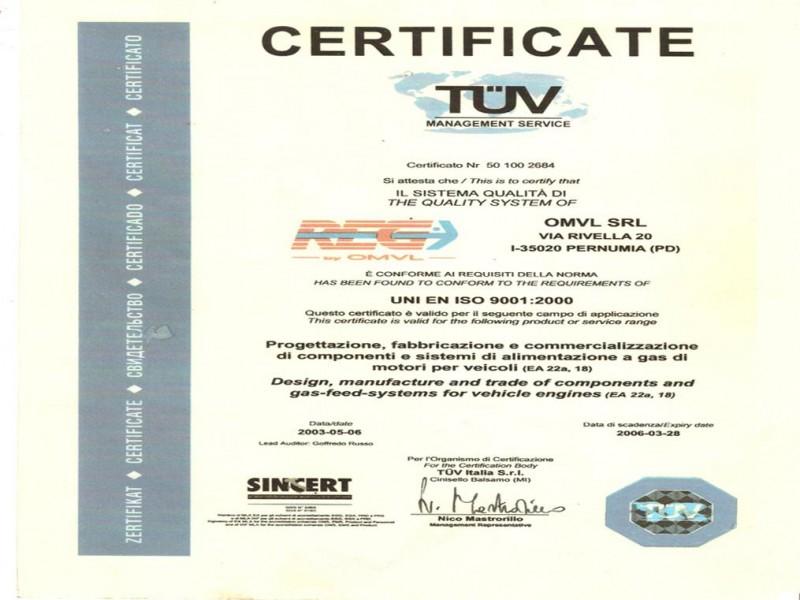 CERTIFICATE
TÜV
MANAGEMENT SERVICE
Certificato Nr 50 100 2684
Si attesta che / This is to certify that
IL SISTEMA QUALITÀ DI
THE QUALITY SYSTEM OF
REG
by OMVL
OMVL SRL
VIA RIVELLA 20
I-35020 PERNUMIA (PD)
È CONFORME AI REQUISITI DELLA NORMA
HAS BEEN FOUND TO CONFORM TO THE REQUIREMENTS OF
UNI EN ISO 9001:2000
Questo certificato è valido per il seguente campo di applicazione
This certificate is valid for the following product or service range
Progettazione, fabbricazione e commercializzazione
di componenti e sistemi di alimentazione a gas di
motori per veicoli (EA 22a, 18)
Design, manufacture and trade of components and
gas-feed-systems for vehicle engines (EA 22a, 18)
Data/date
2003-05-06
Data di scadenza/Expiry date
2006-03-28
Lead Auditor: Goffredo Russo
Per l'Organismo di Certificazione
For the Certification Body
TÜV Italia S.r.l.
Cinisello Balsamo (MI)
N. Mastrorillo
Nico Mastrorillo
Management Representative
SINCERT
TÜV
ZERTIFIKAT ◆ CERTIFICATE ◆ СВИДЕТЕЛЬСТВО ◆ CERTIFICADO ◆ CERTIFICAT ◆ CERTIFICATO